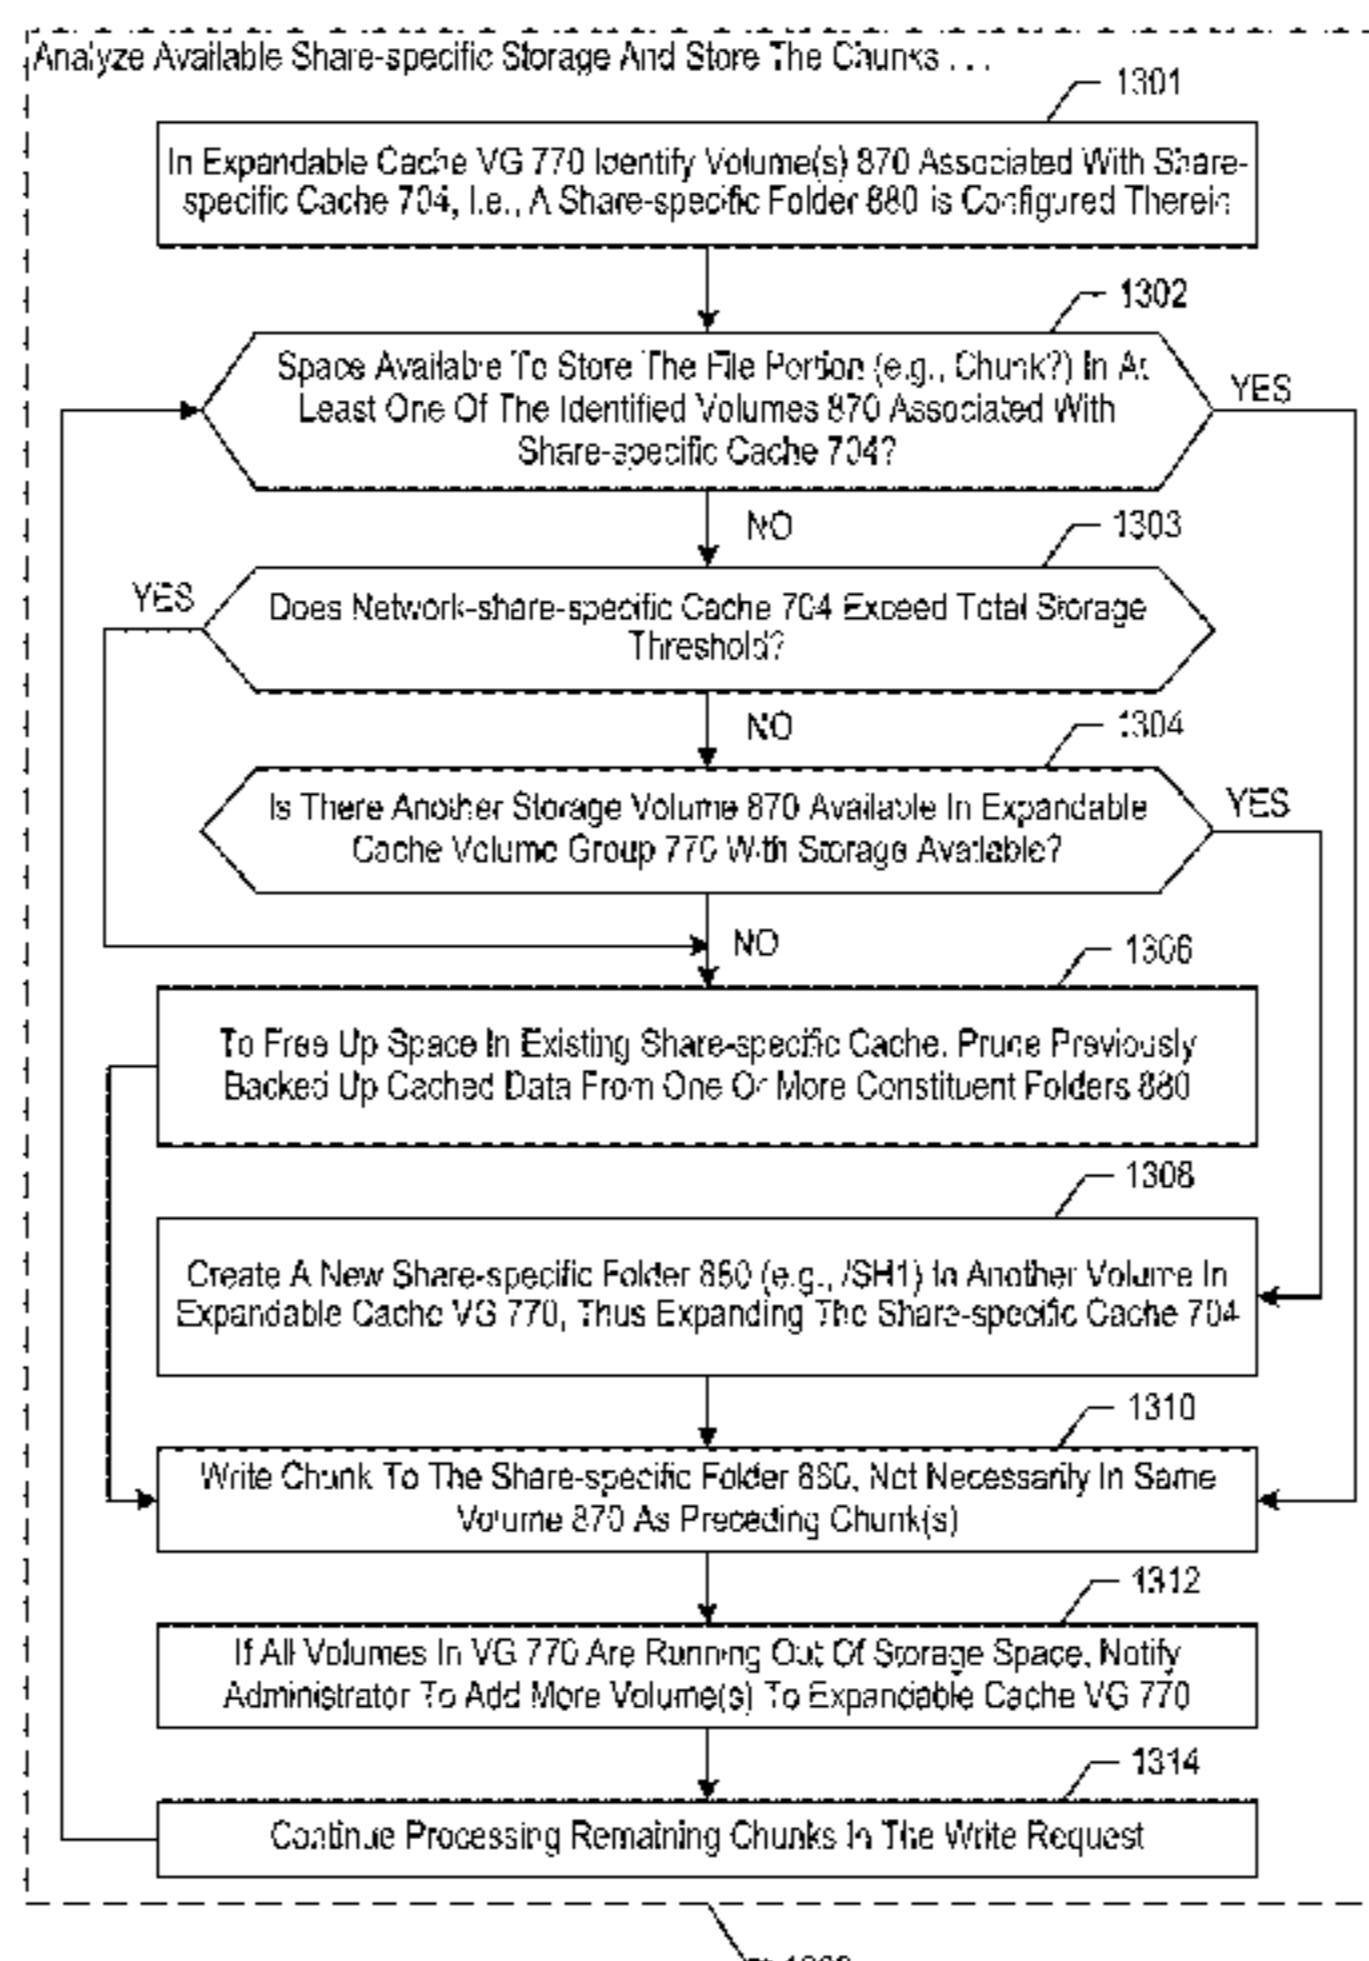 Analyze Available Share-specific Storage And Store The Chunks . . .
1301
In Expandable Cache VG 770 Identify Volume(s) 870 Associated With Share-
specific Cache 704, I.e., A Share-specific Folder 880 is Configured Therein
1302
Space Available To Store The File Portion (e.g., Chunk?) In At
Least One Of The Identified Volumes 870 Associated With
Share-specific Cache 704?
YES
NO
1303
YES
Does Network-share-specific Cache 704 Exceed Total Storage
Threshold?
NO
1304
Is There Another Storage Volume 870 Available In Expandable
Cache Volume Group 770 With Storage Available?
YES
NO
1306
To Free Up Space In Existing Share-specific Cache, Prune Previously
Backed Up Cached Data From One Or More Constituent Folders 880
1308
Create A New Share-specific Folder 880 (e.g., /SH1) In Another Volume In
Expandable Cache VG 770, Thus Expanding The Share-specific Cache 704
1310
Write Chunk To The Share-specific Folder 880, Not Necessarily In Same
Volume 870 As Preceding Chunk(s)
1312
If All Volumes In VG 770 Are Running Out Of Storage Space, Notify
Administrator To Add More Volume(s) To Expandable Cache VG 770
1314
Continue Processing Remaining Chunks In The Write Request